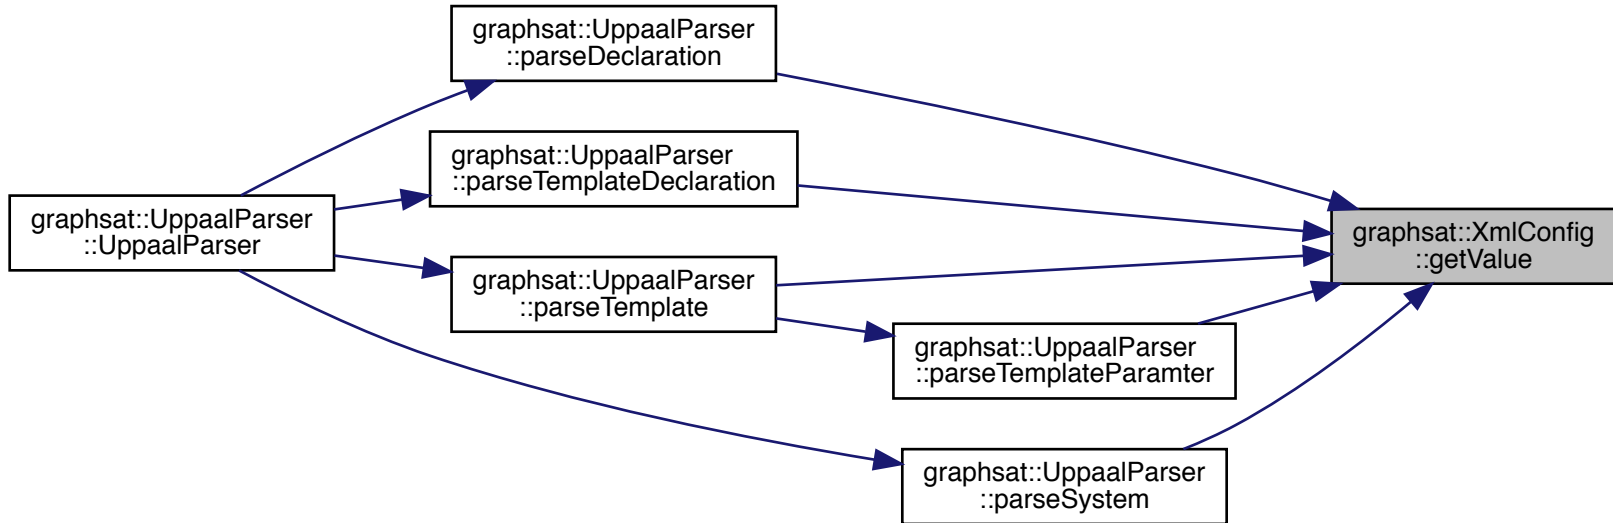 graphsat::UppaalParser
::parseDeclaration
graphsat::UppaalParser
::parseTemplateDeclaration
graphsat::UppaalParser
::UppaalParser
graphsat::XmlConfig
::getValue
graphsat::UppaalParser
::parseTemplate
graphsat::UppaalParser
::parseTemplateParamter
graphsat::UppaalParser
::parseSystem